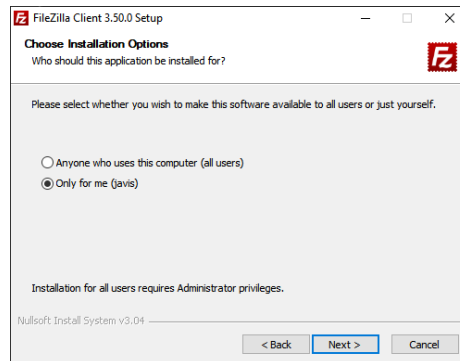 FileZilla Client 3.50.0 Setup
Choose Installation Options
Who should this application be installed for?
Fz
Please select whether you wish to make this software available to all users or just yourself.
Anyone who uses this computer (all users)
Only for me (javis)
Installation for all users requires Administrator privileges.
Nullsoft Install System v3.04
< Back
Next >
Cancel